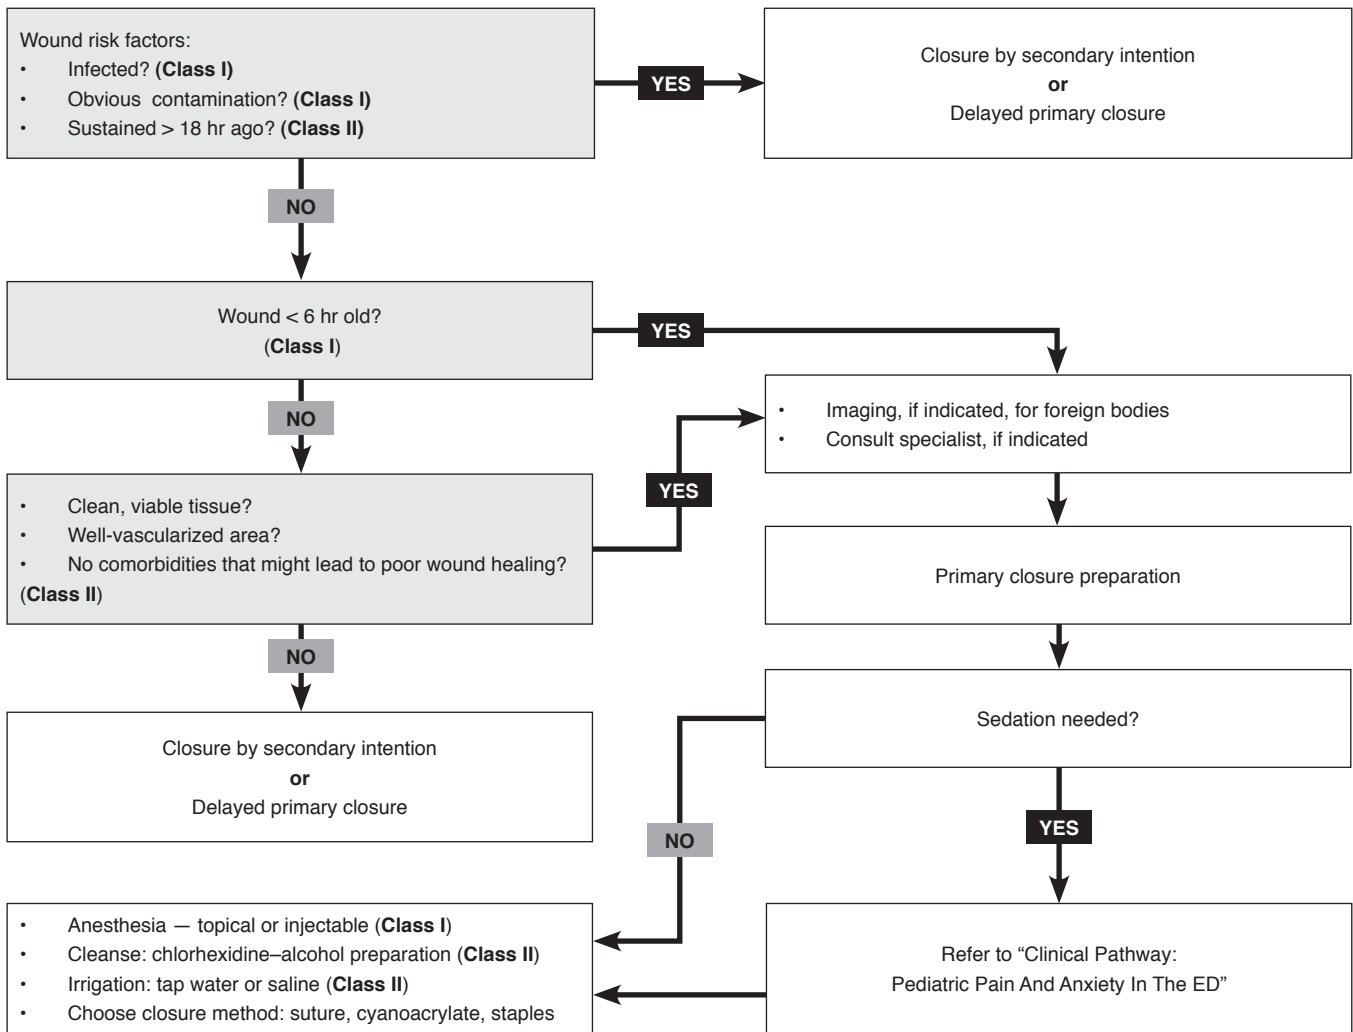 Wound risk factors:
• Infected? (Class I)
• Obvious contamination? (Class I)
• Sustained > 18 hr ago? (Class II)
YES
Closure by secondary intention
or
Delayed primary closure
NO
Wound < 6 hr old?
(Class I)
YES
NO
• Imaging, if indicated, for foreign bodies
• Consult specialist, if indicated
• Clean, viable tissue?
• Well-vascularized area?
• No comorbidities that might lead to poor wound healing?
(Class II)
YES
Primary closure preparation
NO
Sedation needed?
Closure by secondary intention
or
Delayed primary closure
NO
YES
• Anesthesia — topical or injectable (Class I)
• Cleanse: chlorhexidine–alcohol preparation (Class II)
• Irrigation: tap water or saline (Class II)
• Choose closure method: suture, cyanoacrylate, staples
Refer to “Clinical Pathway:
Pediatric Pain And Anxiety In The ED”